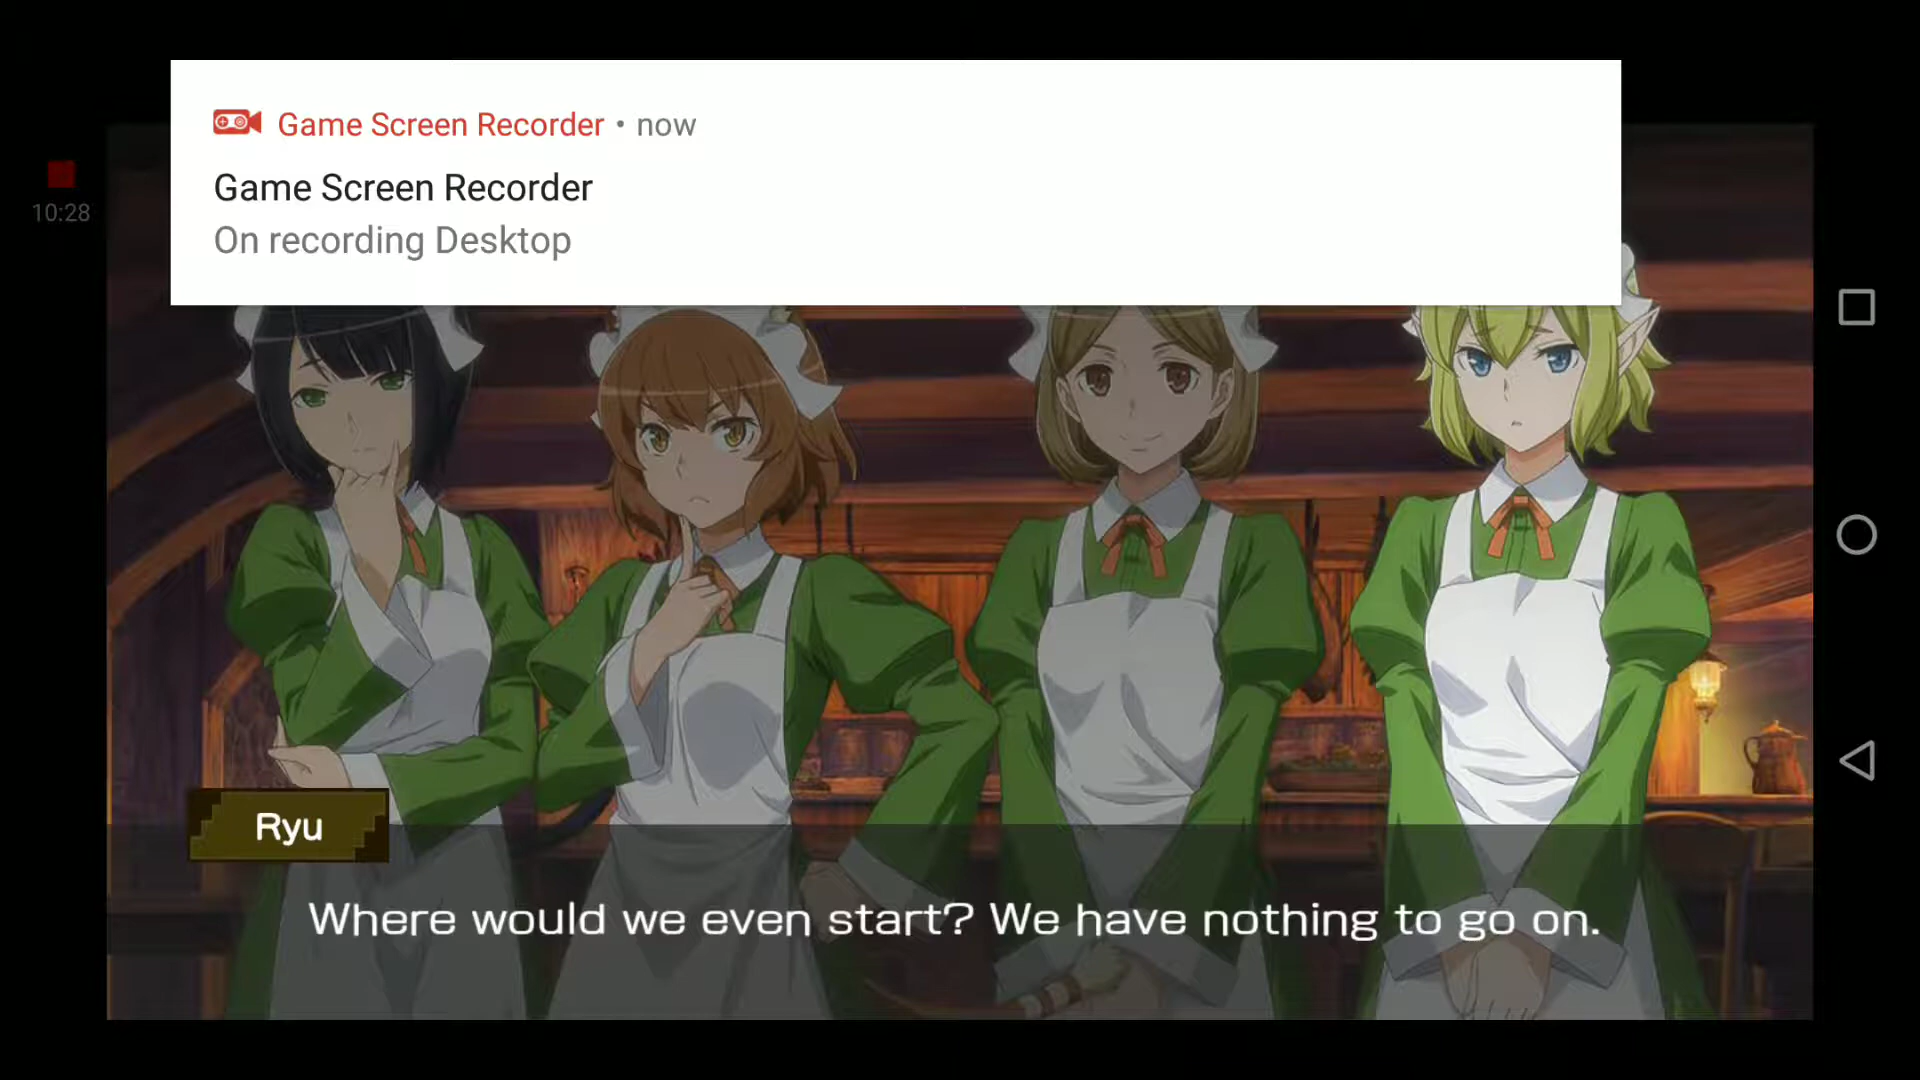 Game Screen Recorder • now
Game Screen Recorder
On recording Desktop
10:28
Ryu
Where would we even start? We have nothing to go on.